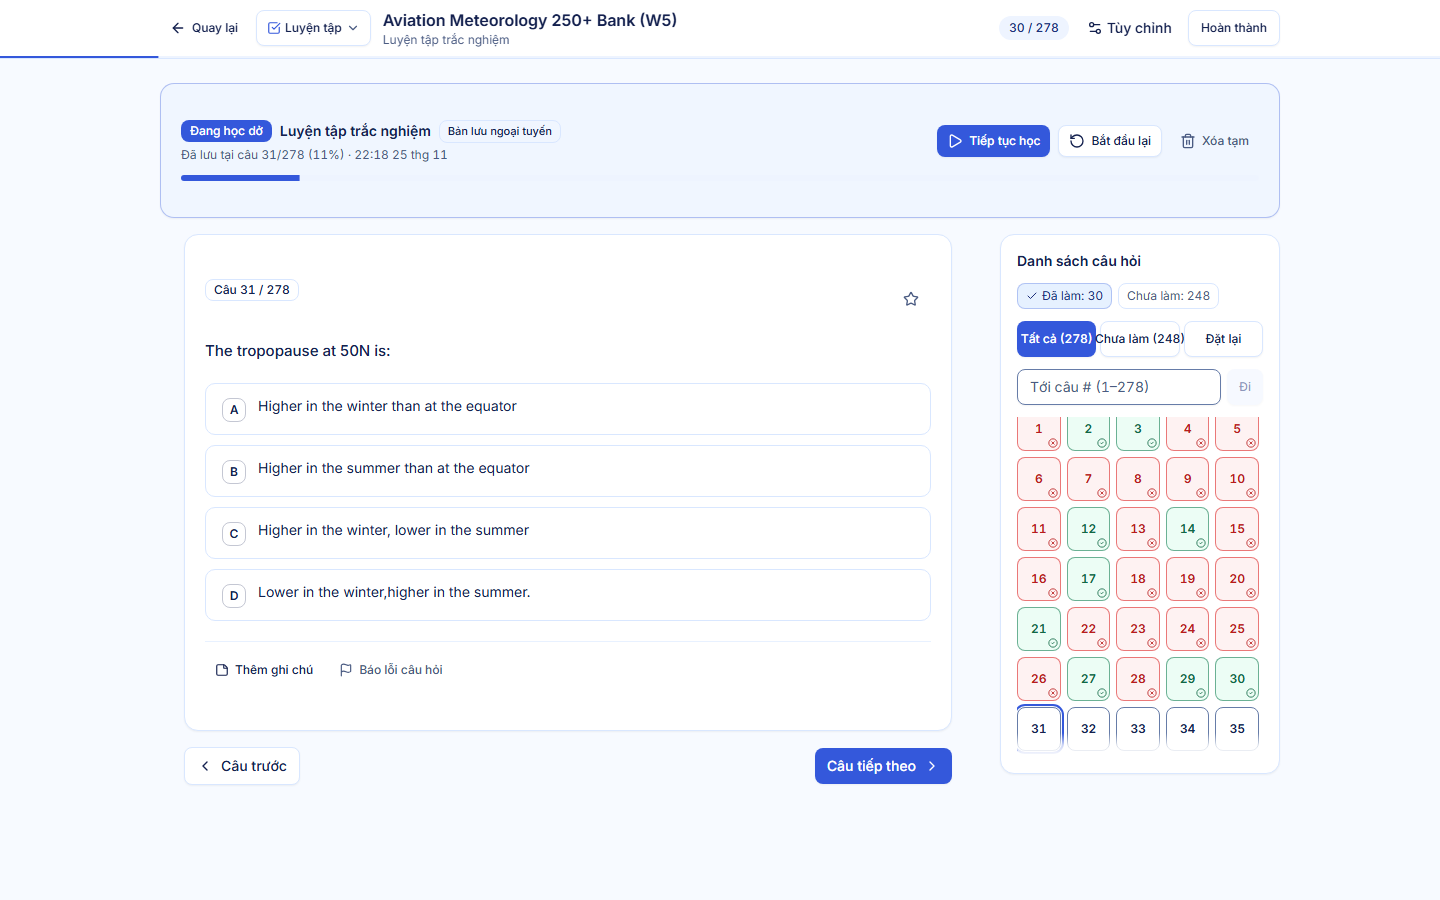 Quay lại
Luyện tập
Aviation Meteorology 250+ Bank (W5)
Luyện tập trắc nghiệm
30 / 278
Tùy chỉnh
Hoàn thành
Đang học dở
Luyện tập trắc nghiệm
Bản lưu ngoại tuyến
Đã lưu tại câu 31/278 (11%) · 22:18 25 thg 11
Tiếp tục học
Bắt đầu lại
Xóa tạm
Câu 31 / 278
The tropopause at 50N is:
A Higher in the winter than at the equator
B Higher in the summer than at the equator
C Higher in the winter, lower in the summer
D Lower in the winter,higher in the summer.
Thêm ghi chú
Báo lỗi câu hỏi
Câu trước
Câu tiếp theo
Danh sách câu hỏi
Đã làm: 30
Chưa làm: 248
Tất cả (278)
Chưa làm (248)
Đặt lại
Tới câu # (1–278)
Đi
1 2 3 4 5
6 7 8 9 10
11 12 13 14 15
16 17 18 19 20
21 22 23 24 25
26 27 28 29 30
31 32 33 34 35